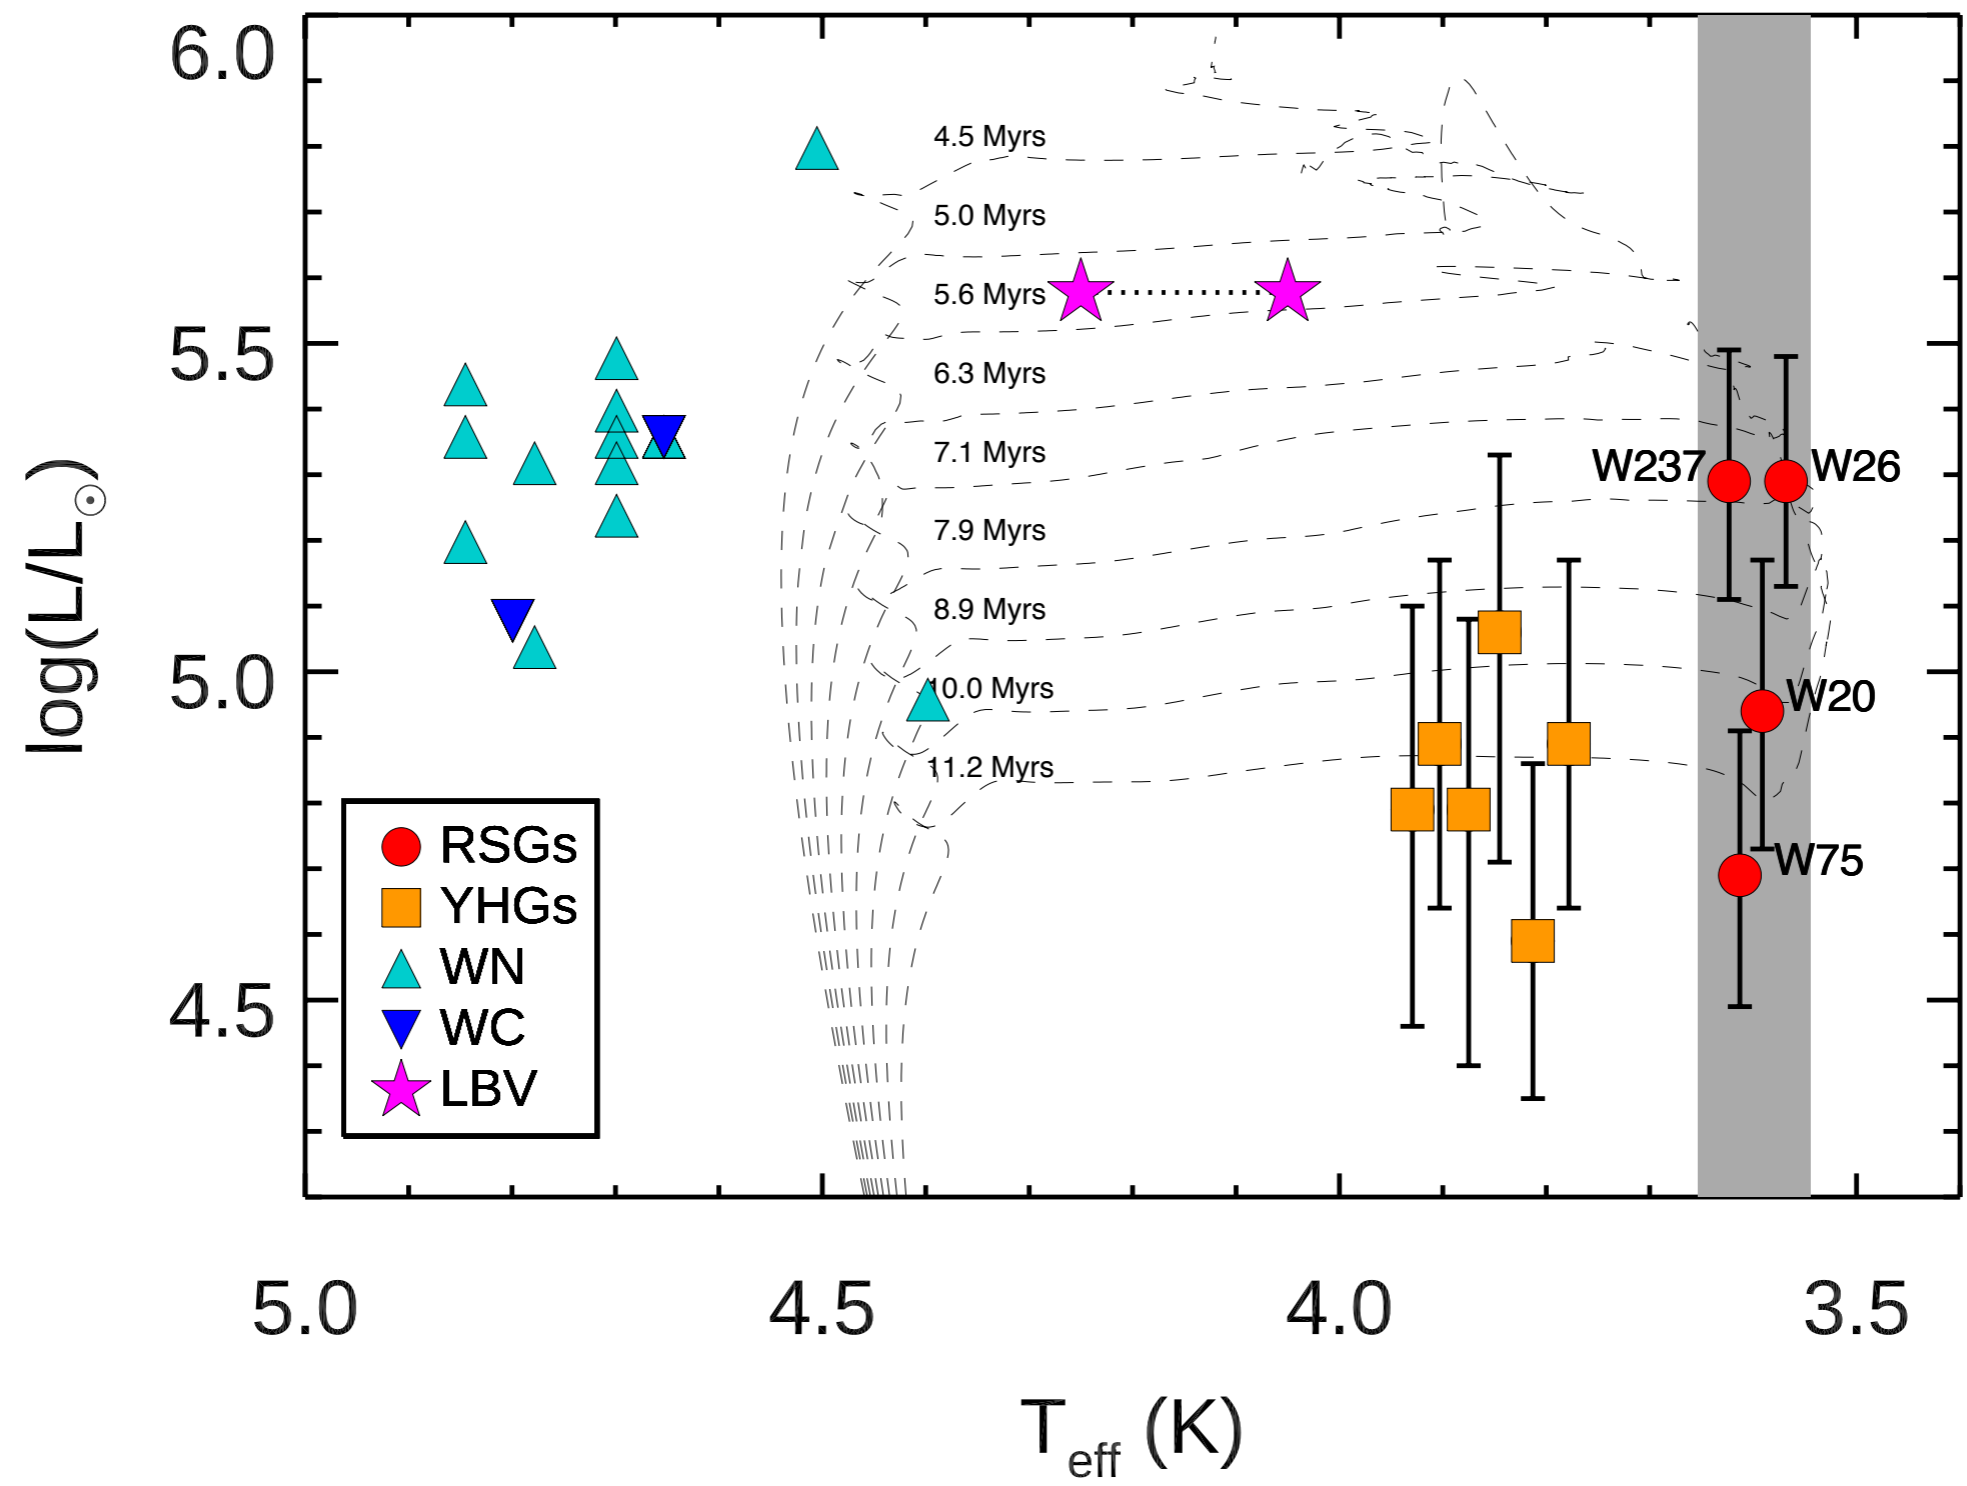 6.0
5.5
5.0
4.5
log(L/L☉)
4.5 Myrs
5.0 Myrs
5.6 Myrs
6.3 Myrs
7.1 Myrs
7.9 Myrs
8.9 Myrs
10.0 Myrs
11.2 Myrs
W237
W26
W20
W75
RSGs
YHGs
WN
WC
LBV
5.0 4.5 4.0 3.5
Teff (K)